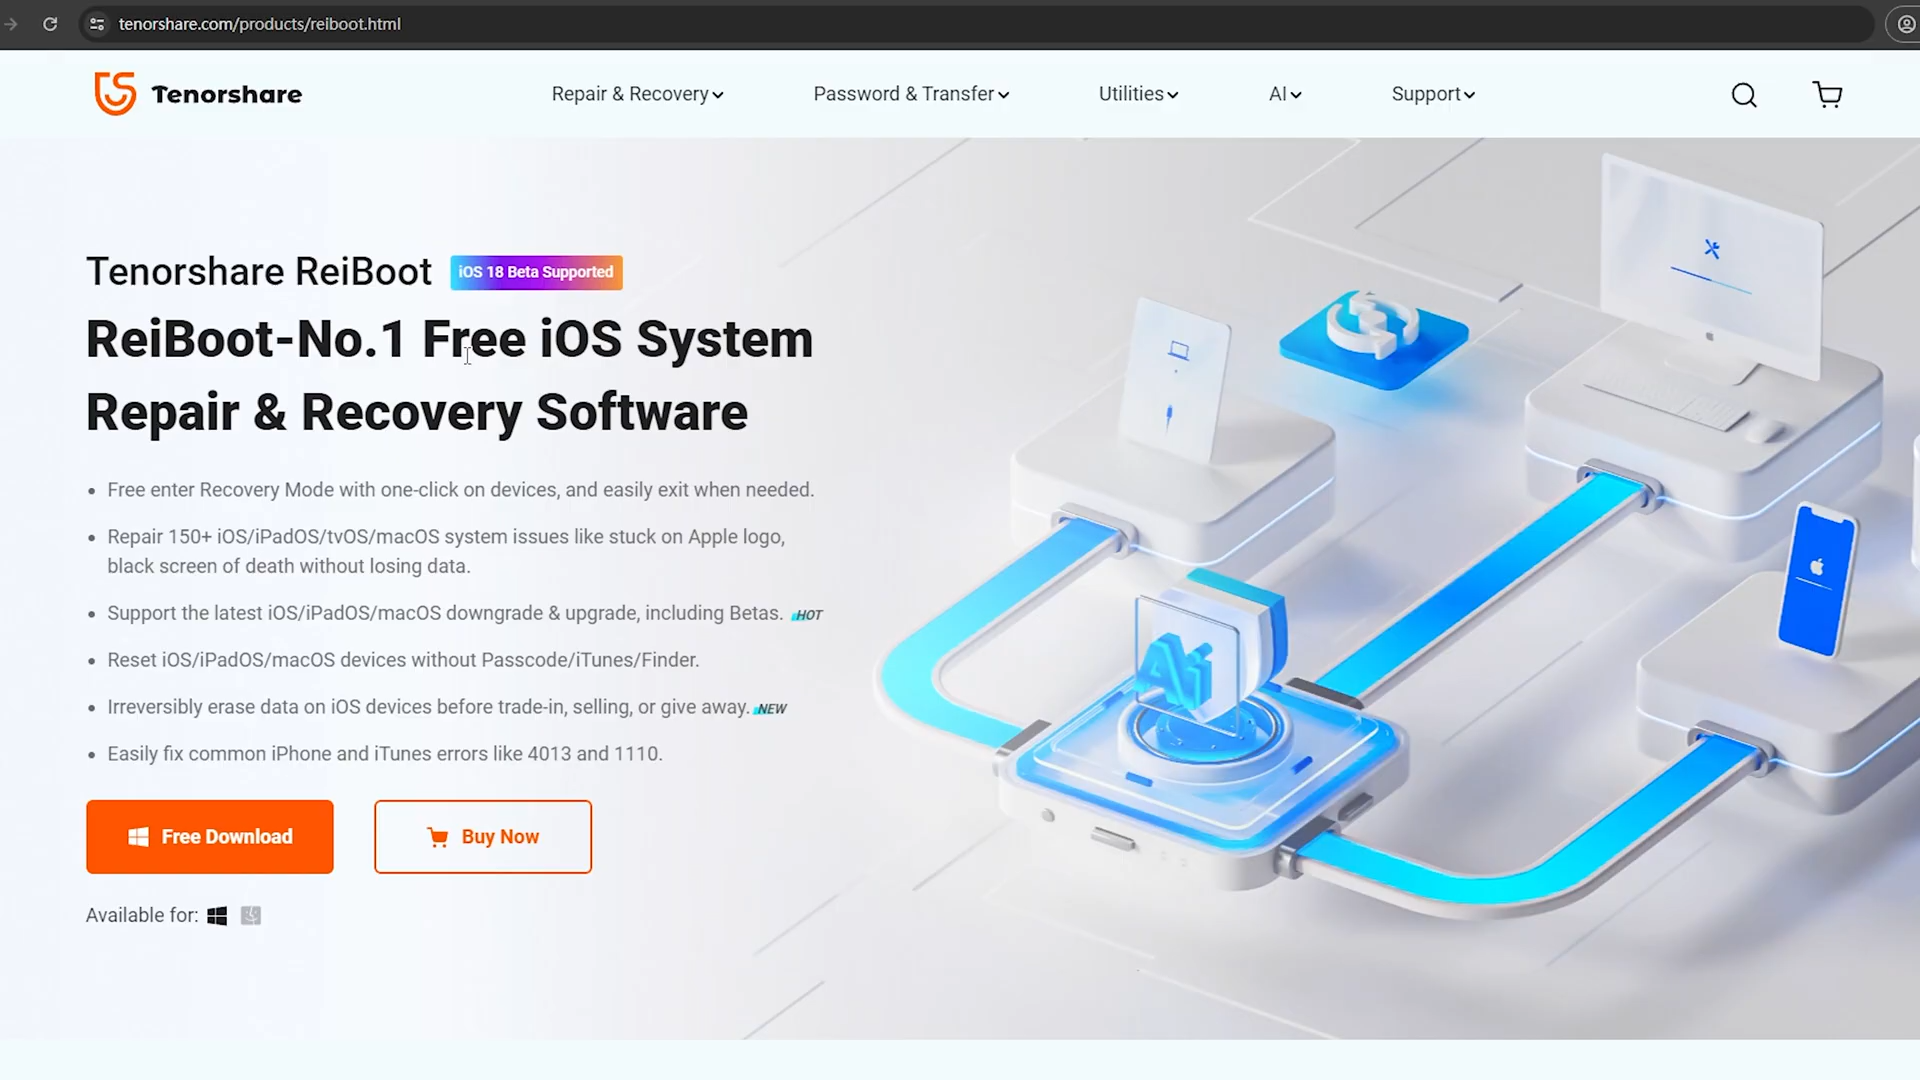 tenorshare.com/products/reiboot.html
Tenorshare
Repair & Recovery
Password & Transfer
Utilities
AI
Support
Tenorshare ReiBoot
iOS 18 Beta Supported
ReiBoot-No.1 Free iOS System
Repair & Recovery Software
Free enter Recovery Mode with one-click on devices, and easily exit when needed.
Repair 150+ iOS/iPadOS/tvOS/macOS system issues like stuck on Apple logo,
black screen of death without losing data.
Support the latest iOS/iPadOS/macOS downgrade & upgrade, including Betas. HOT
Reset iOS/iPadOS/macOS devices without Passcode/iTunes/Finder.
Irreversibly erase data on iOS devices before trade-in, selling, or give away. NEW
Easily fix common iPhone and iTunes errors like 4013 and 1110.
Free Download
Buy Now
Available for:
Ai